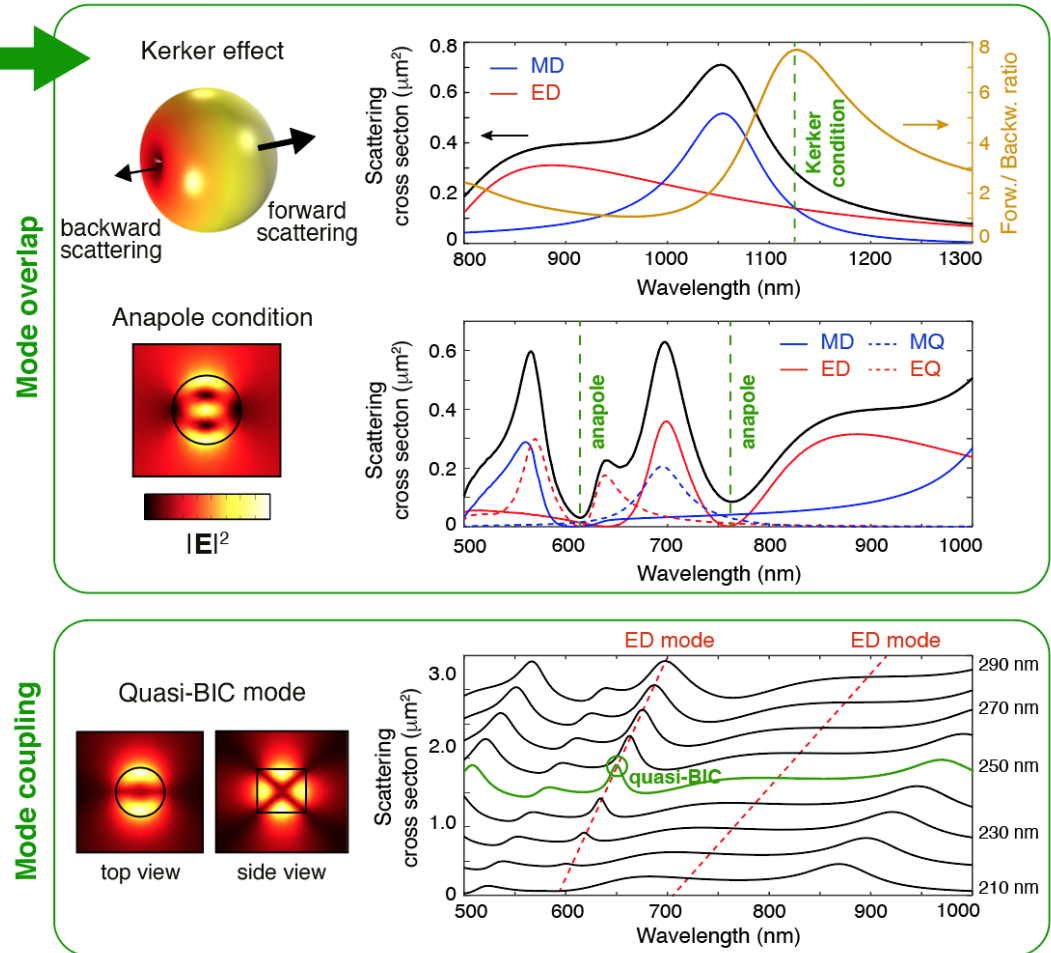 Mode overlap
Kerker effect
backward
scattering
forward
scattering
Scattering
cross secton (μm²)
0.8
0.6
0.4
0.2
0
MD
ED
Kerker
condition
8
6
4
2
0
Forw./ Backw. ratio
800 900 1000 1100 1200 1300
Wavelength (nm)
Anapole condition
|E|²
Scattering
cross secton (μm²)
0.6
0.4
0.2
0
anapole
anapole
MD MQ
ED EQ
500 600 700 800 900 1000
Wavelength (nm)
Mode coupling
Quasi-BIC mode
top view
side view
ED mode
ED mode
Scattering
cross secton (μm²)
3.0
2.0
1.0
0
quasi-BIC
290 nm
270 nm
250 nm
230 nm
210 nm
500 600 700 800 900 1000
Wavelength (nm)